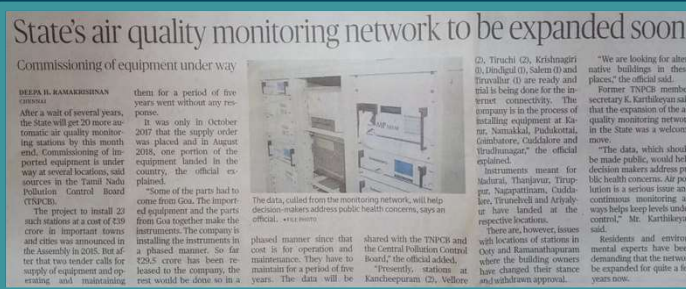 State's air quality monitoring network to be expanded soon
Commissioning of equipment under way
DEEPA H. RAMAKRISHNAN
CHENNAI
After a wait of several years,
the State will get 20 more au-
tomatic air quality monitor-
ing stations by this month
end. Commissioning of im-
ported equipment is under
way at several locations, said
sources in the Tamil Nadu
Pollution Control Board
(TNPCB).
The project to install 22
such stations at a cost of ₹39
crore in important towns
and cities was announced in
the Assembly in 2015. But af-
ter that two tender calls for
supply of equipment and op-
erating and maintaining
them for a period of five
years went without any res-
ponse.
It was only in October
2017 that the supply order
was placed and in August
2018, one portion of the
equipment landed in the
country, the official ex-
plained.
"Some of the parts had to
come from Goa. The import-
ed equipment and the parts
from Goa together make the
instruments. The company is
installing the instruments in
a phased manner. So far
₹29.5 crore has been re-
leased to the company, the
rest would be done so in a
The data, culled from the monitoring network, will help
decision-makers address public health concerns, says an
official. ▪FILE PHOTO
phased manner since that
cost is for operation and
maintenance. They have to
maintain for a period of five
years. The data will be
shared with the TNPCB and
the Central Pollution Control
Board," the official added.
"Presently, stations at
Kancheepuram (2), Vellore
(2), Tiruchi (2), Krishnagiri
(1), Dindigul (1), Salem (1) and
Tiruvallur (1) are ready and
trial is being done for the in-
ternet connectivity. The
company is in the process of
installing equipment at Ka-
rur, Namakkal, Pudukottai,
Coimbatore, Cuddalore and
Virudhunagar," the official
explained.
Instruments meant for
Madurai, Thanjavur, Tirup-
pur, Nagapattinam, Cudda-
lore, Tirunelveli and Ariyalu-
ur have landed at the
respective locations.
There are, however, issues
with locations of stations in
Ooty and Ramanathapuram
where the building owners
have changed their stance
and withdrawn approval.
"We are looking for alter
native buildings in thes
places," the official said.
Former TNPCB membe
secretary K. Karthikeyan sai
that the expansion of the a
quality monitoring networ
in the State was a welcom
move.
"The data, which shoul
be made public, would hel
decision makers address p
blic health concerns. Air po
lution is a serious issue an
continuous monitoring a
ways helps keep levels unde
control," Mr. Karthikeya
said.
Residents and enviro
mental experts have bee
demanding that the netwo
be expanded for quite a fe
years now.